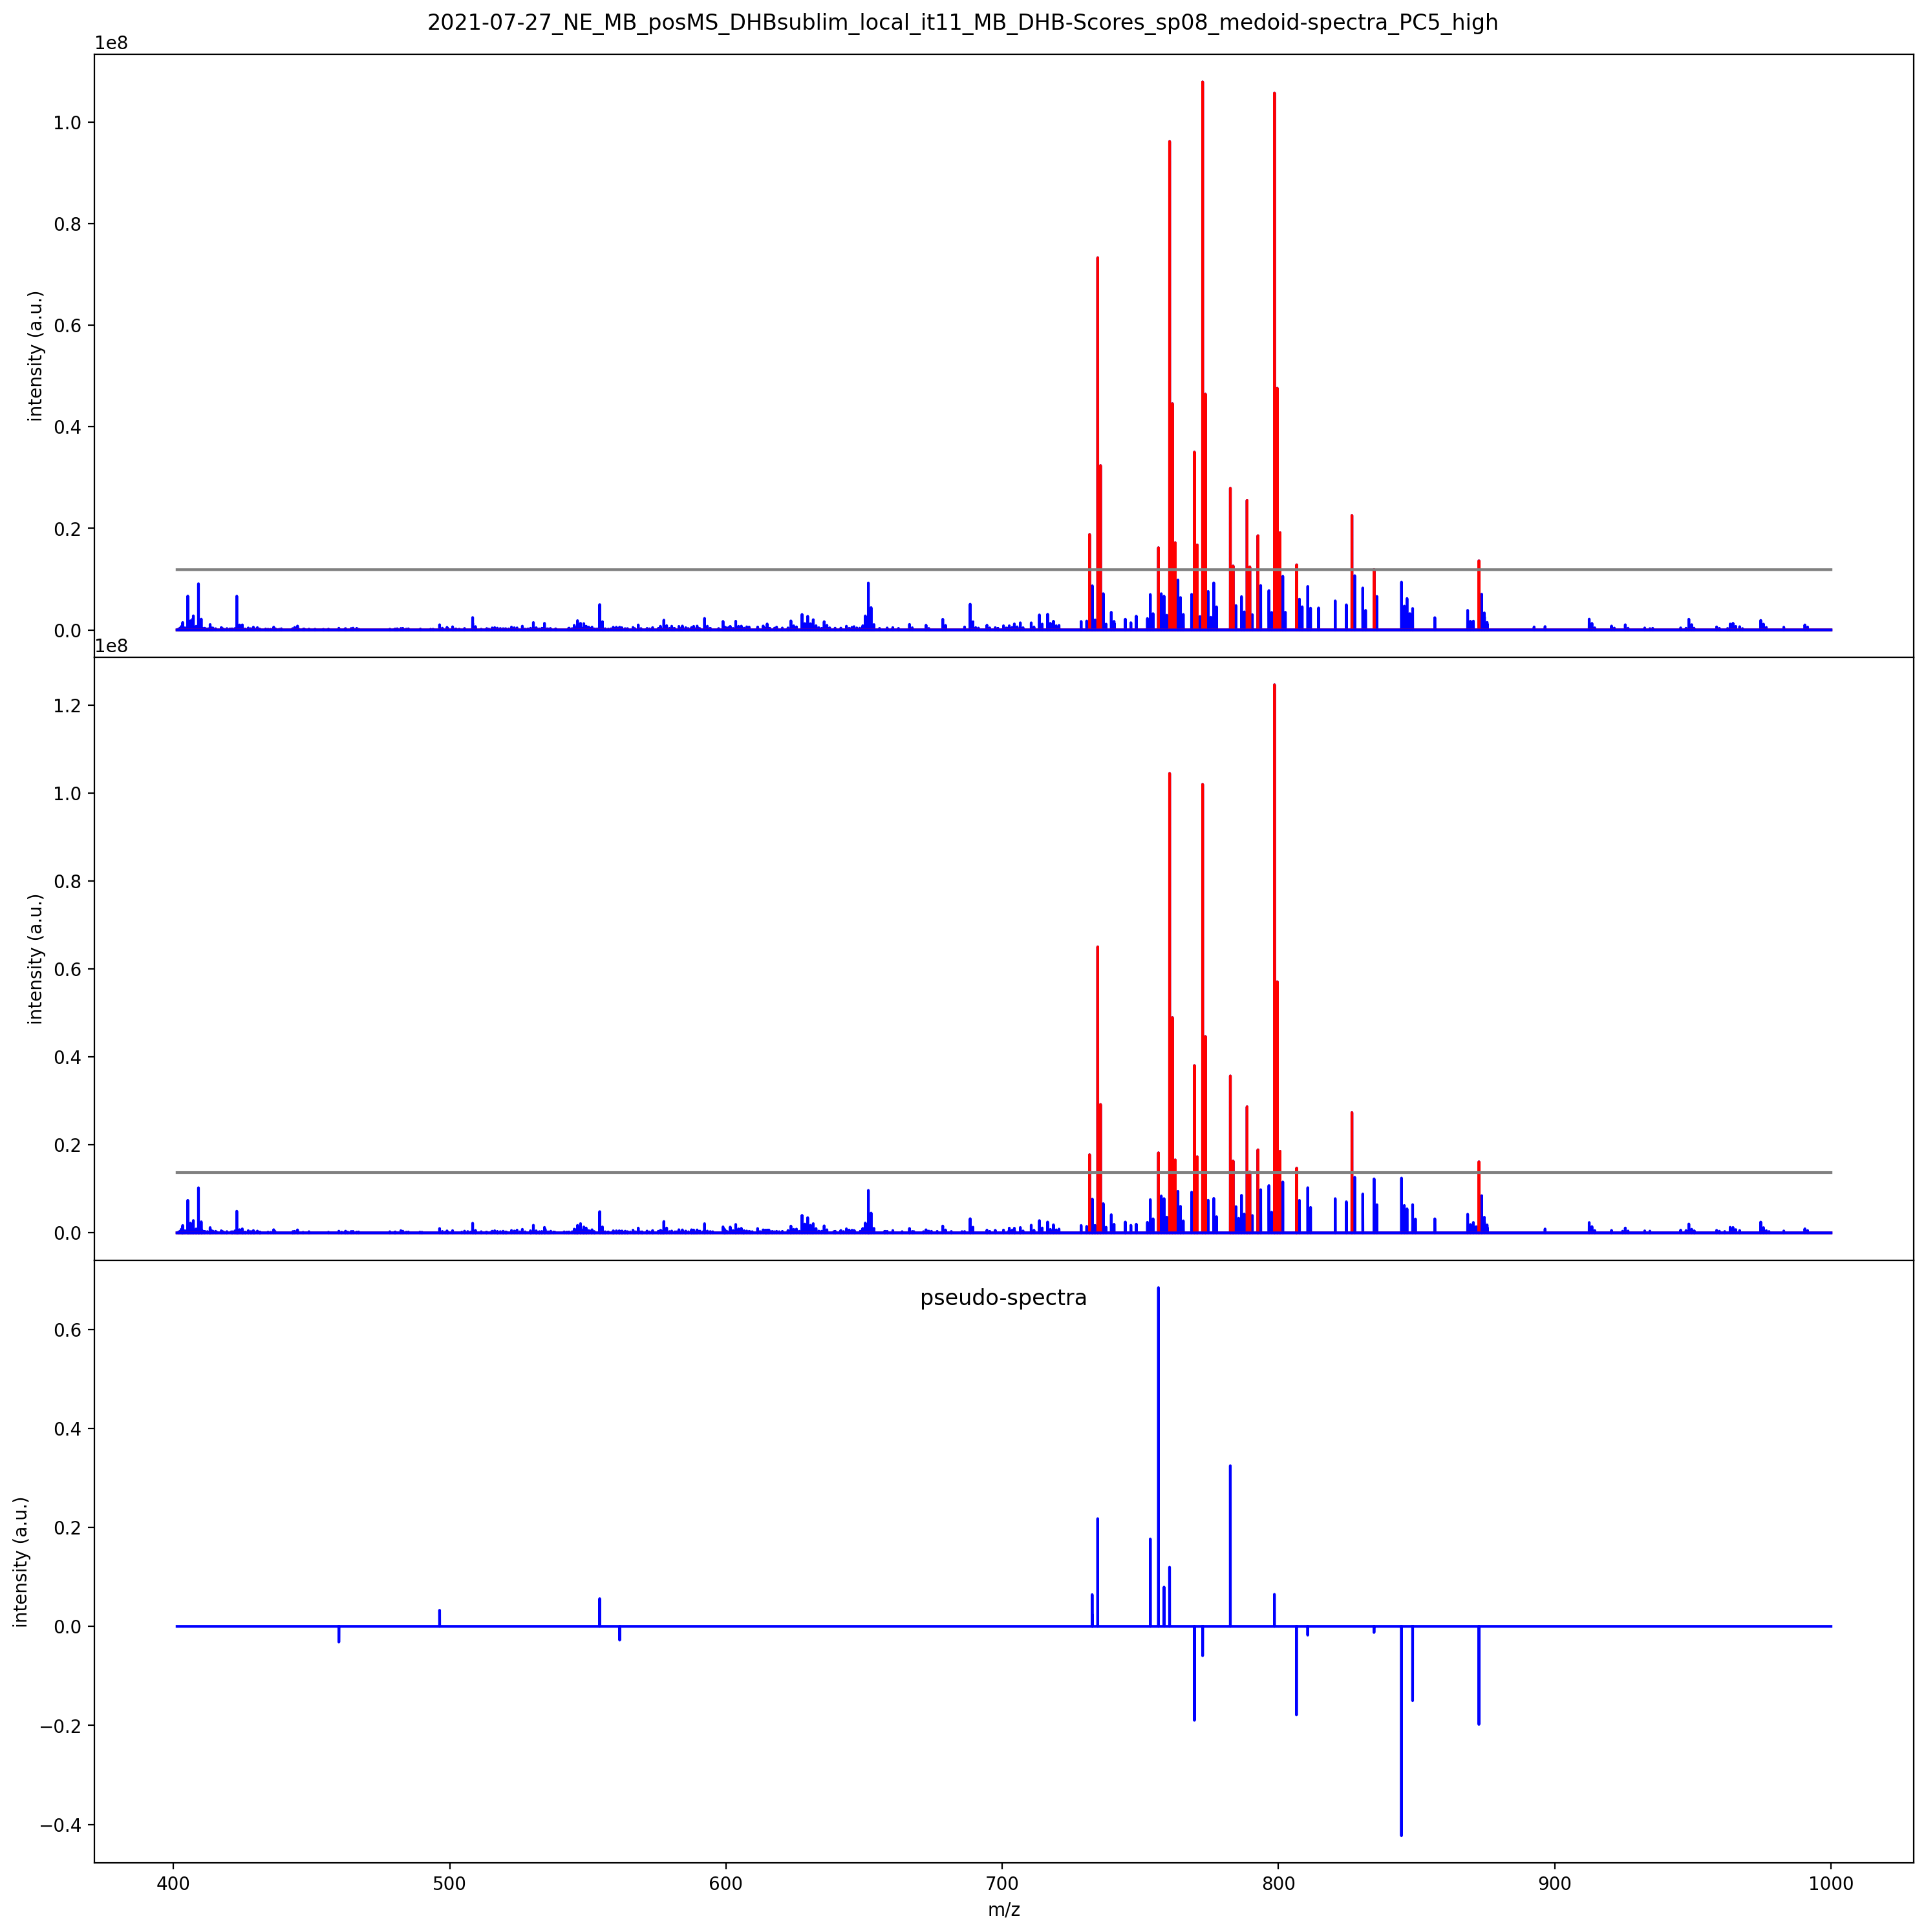 2021-07-27_NE_MB_posMS_DHBsublim_local_it11_MB_DHB-Scores_sp08_medoid-spectra_PC5_high
1e8
1.0
0.8
0.6
0.4
0.2
0.0
intensity (a.u.)
1e8
1.2
1.0
0.8
0.6
0.4
0.2
0.0
intensity (a.u.)
pseudo-spectra
0.6
0.4
0.2
0.0
−0.2
−0.4
intensity (a.u.)
400 500 600 700 800 900 1000
m/z